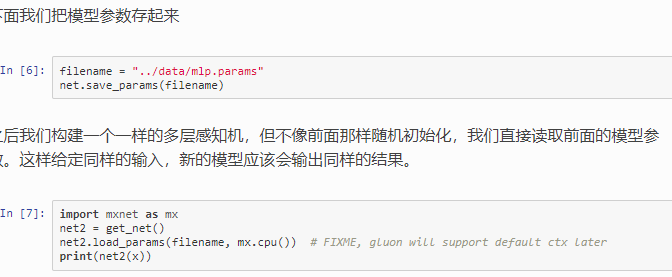 下面我们把模型参数存起来
In [6]:
filename = "../data/mlp.params"
net.save_params(filename)
之后我们构建一个一样的多层感知机，但不像前面那样随机初始化，我们直接读取前面的模型参
数。这样给定同样的输入，新的模型应该会输出同样的结果。
In [7]:
import mxnet as mx
net2 = get_net()
net2.load_params(filename, mx.cpu())  # FIXME, gluon will support default ctx later
print(net2(x))